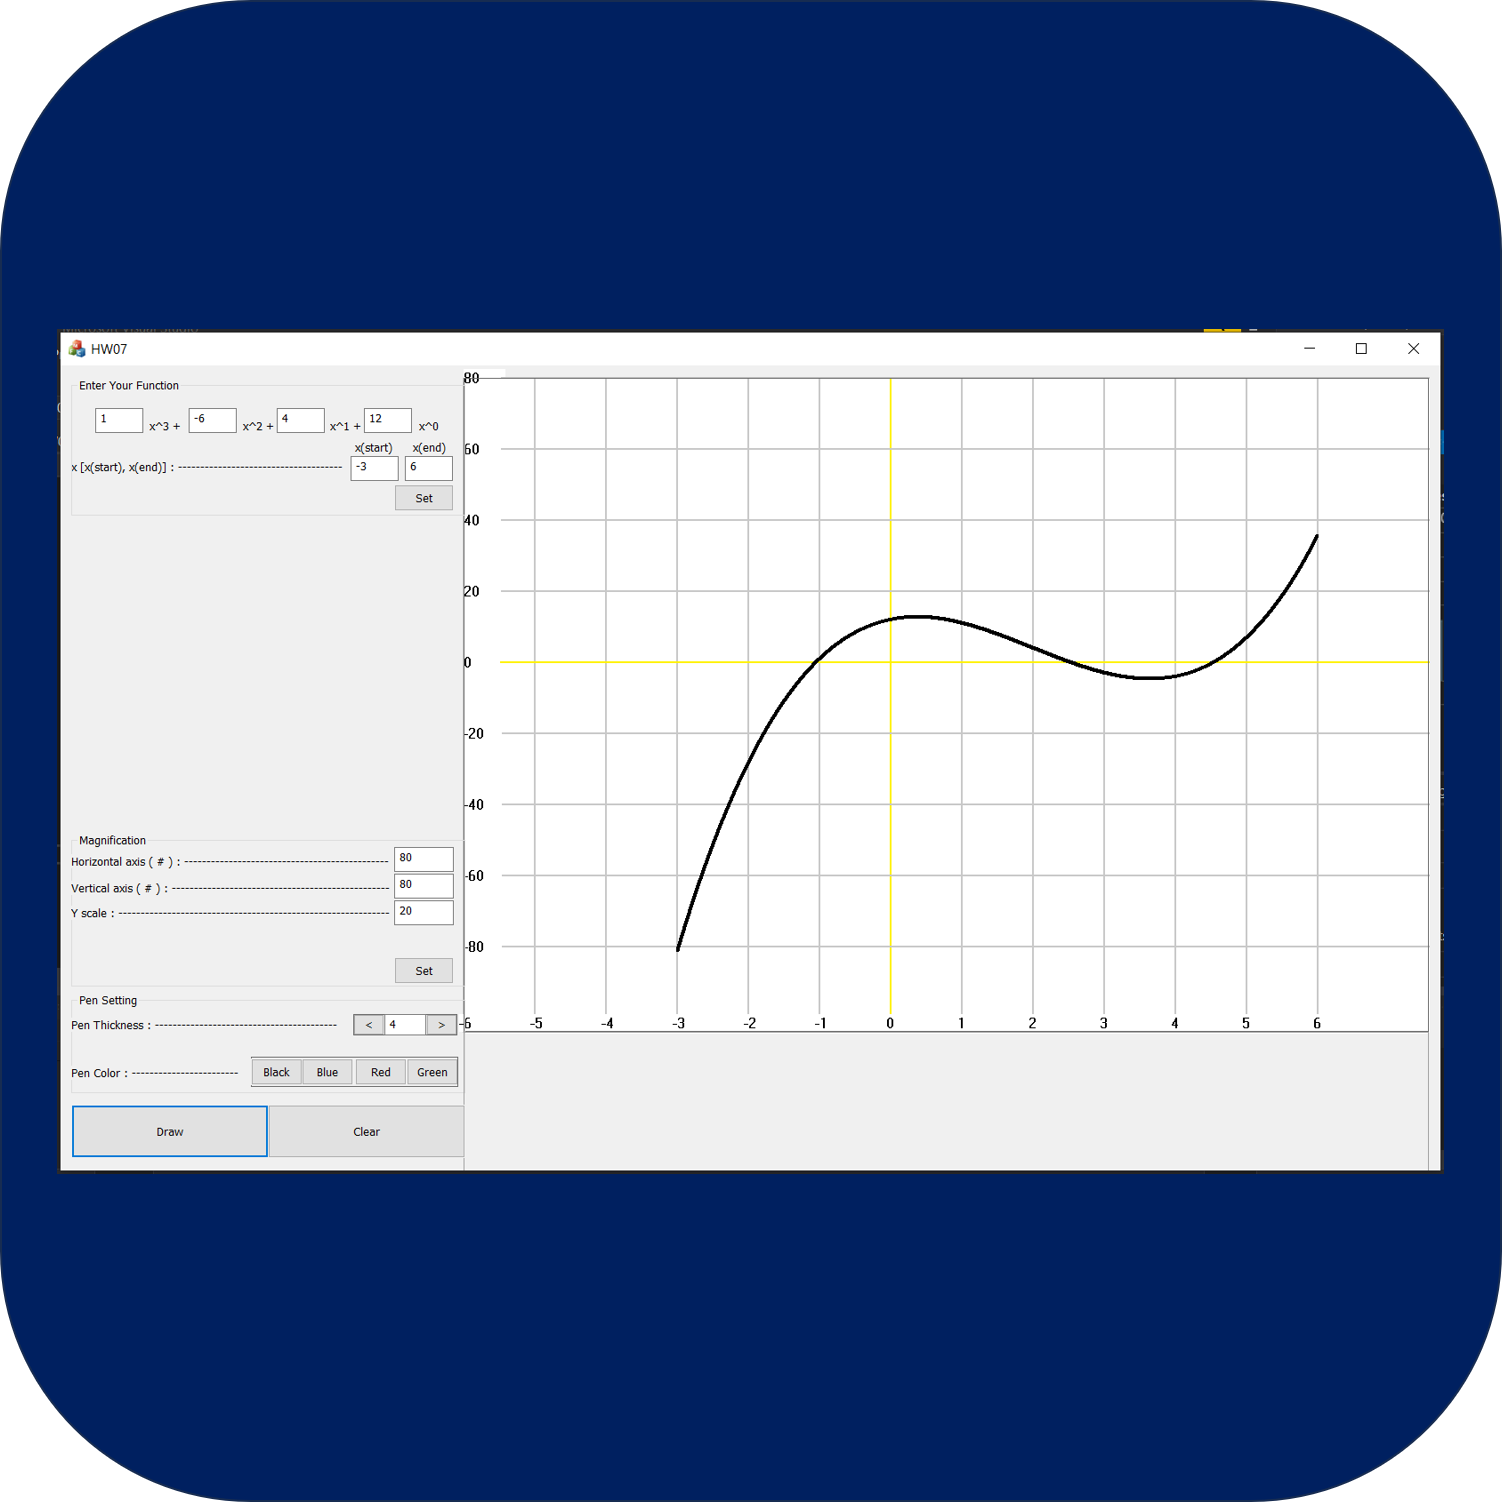 HW07
Enter Your Function
1 x^3 + -6 x^2 + 4 x^1 + 12 x^0
x(start) x(end)
x [x(start), x(end)] : ------------------------------------- -3 6
Set
Magnification
Horizontal axis ( # ) : ---------------------------------------------- 80
Vertical axis ( # ) : ------------------------------------------------- 80
Y scale : ------------------------------------------------------------- 20
Set
Pen Setting
Pen Thickness : ----------------------------------------- < 4 >
Pen Color : ------------------------ Black Blue Red Green
Draw Clear
80
60
40
20
0
-20
-40
-60
-80
-6 -5 -4 -3 -2 -1 0 1 2 3 4 5 6